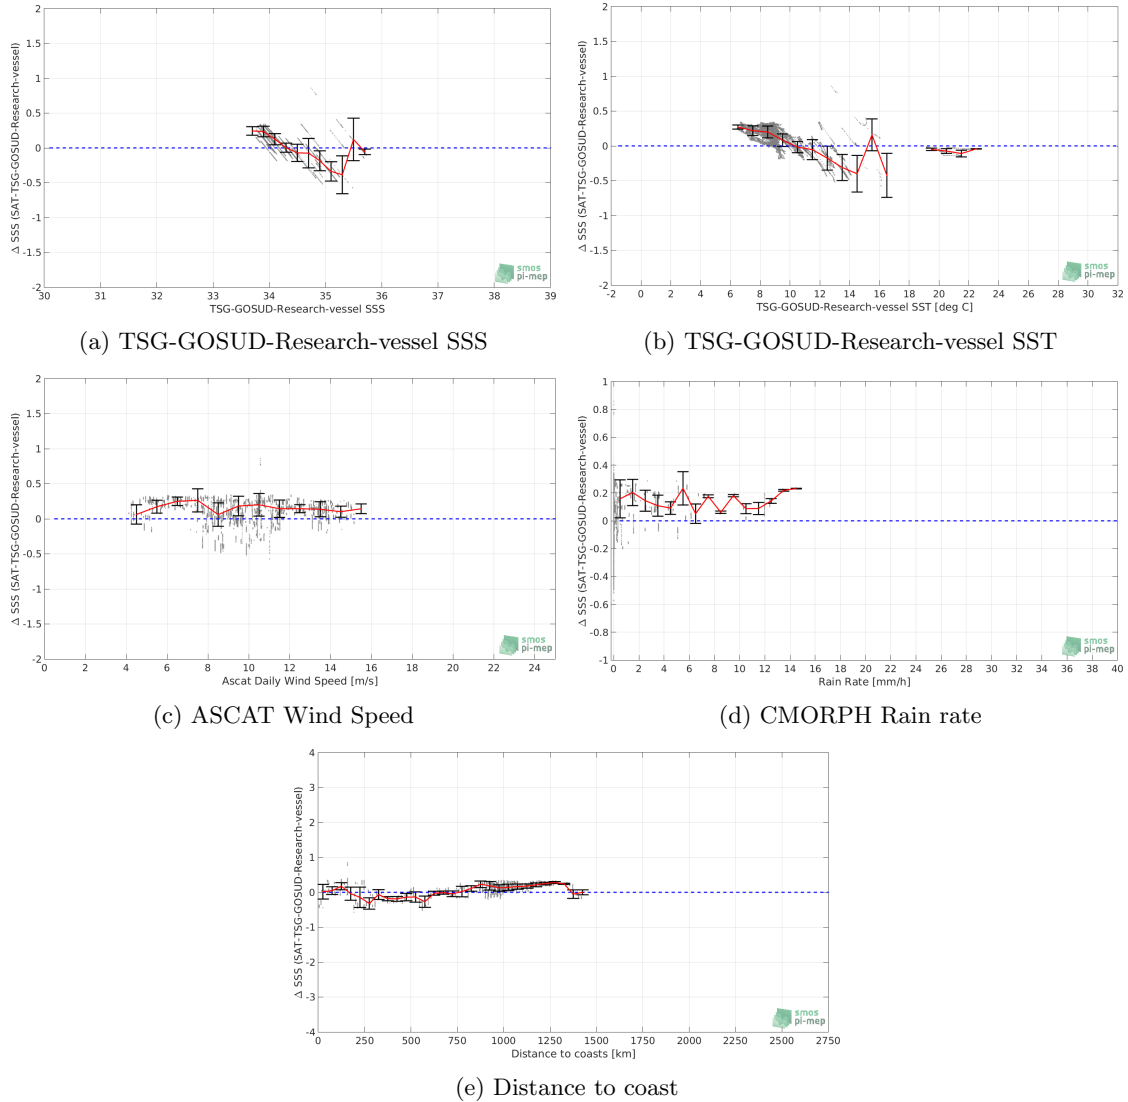 2
1.5
1
0.5
0
-0.5
-1
-1.5
-2
Δ SSS (SAT-TSG-GOSUD-Research-vessel)
30 31 32 33 34 35 36 37 38 39
TSG-GOSUD-Research-vessel SSS
smos
pi-mep
(a) TSG-GOSUD-Research-vessel SSS
2
1.5
1
0.5
0
-0.5
-1
-1.5
-2
Δ SSS (SAT-TSG-GOSUD-Research-vessel)
-2 0 2 4 6 8 10 12 14 16 18 20 22 24 26 28 30 32
TSG-GOSUD-Research-vessel SST [deg C]
smos
pi-mep
(b) TSG-GOSUD-Research-vessel SST
2
1.5
1
0.5
0
-0.5
-1
-1.5
-2
Δ SSS (SAT-TSG-GOSUD-Research-vessel)
0 2 4 6 8 10 12 14 16 18 20 22 24
Ascat Daily Wind Speed [m/s]
smos
pi-mep
(c) ASCAT Wind Speed
1
0.8
0.6
0.4
0.2
0
-0.2
-0.4
-0.6
-0.8
-1
Δ SSS (SAT-TSG-GOSUD-Research-vessel)
0 2 4 6 8 10 12 14 16 18 20 22 24 26 28 30 32 34 36 38 40
Rain Rate [mm/h]
smos
pi-mep
(d) CMORPH Rain rate
4
3
2
1
0
-1
-2
-3
-4
Δ SSS (SAT-TSG-GOSUD-Research-vessel)
0 250 500 750 1000 1250 1500 1750 2000 2250 2500 2750
Distance to coasts [km]
smos
pi-mep
(e) Distance to coast